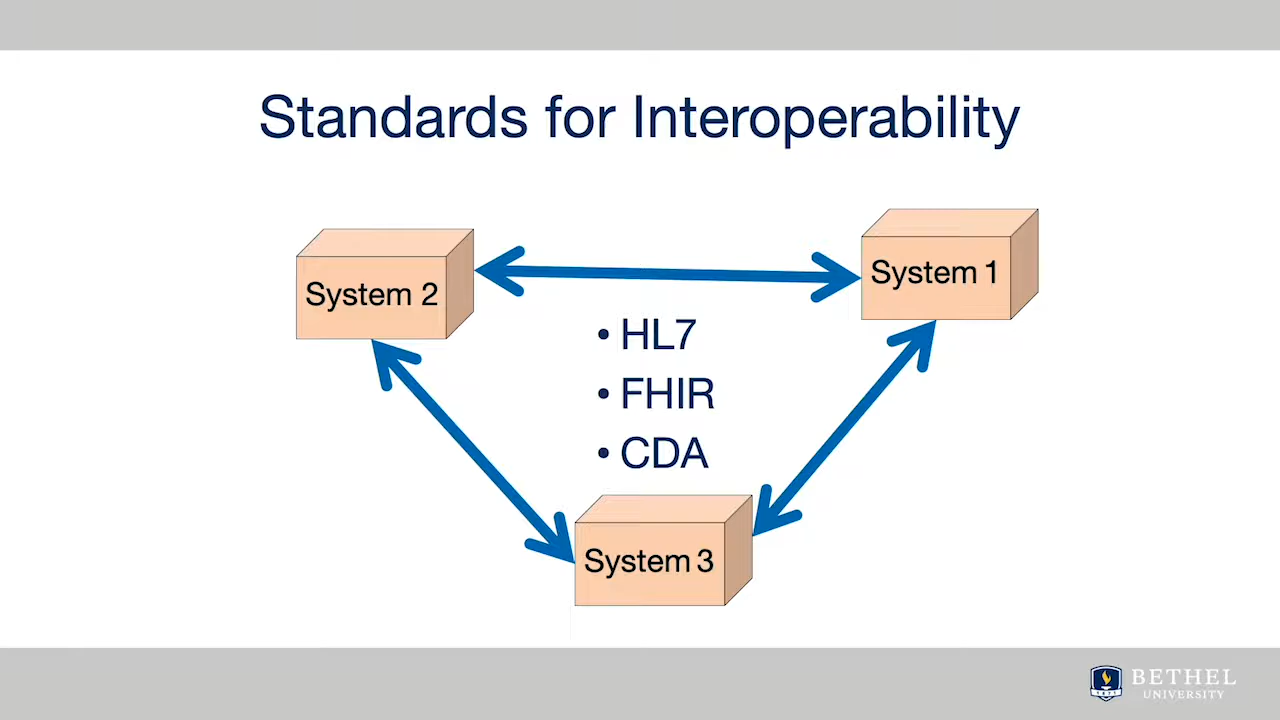 Standards for Interoperability
System 2
System 1
• HL7
• FHIR
• CDA
System 3
BETHEL
UNIVERSITY